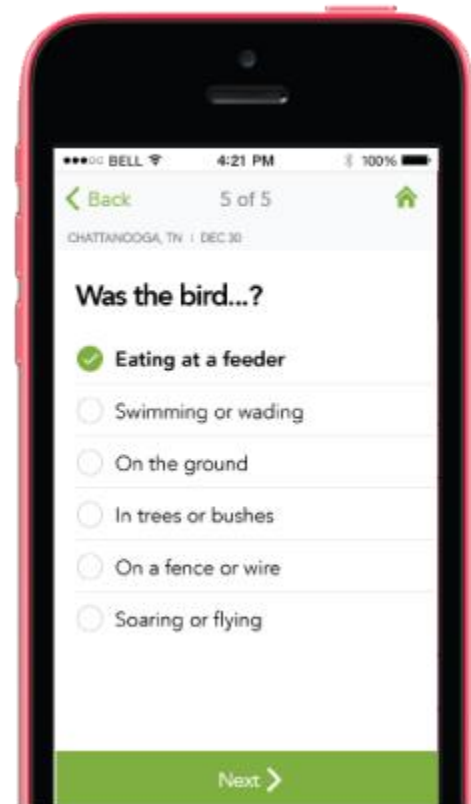 BELL 4:21 PM 100%
Back 5 of 5
CHATTANOOGA, TN | DEC 30
Was the bird...?
Eating at a feeder
Swimming or wading
On the ground
In trees or bushes
On a fence or wire
Soaring or flying
Next